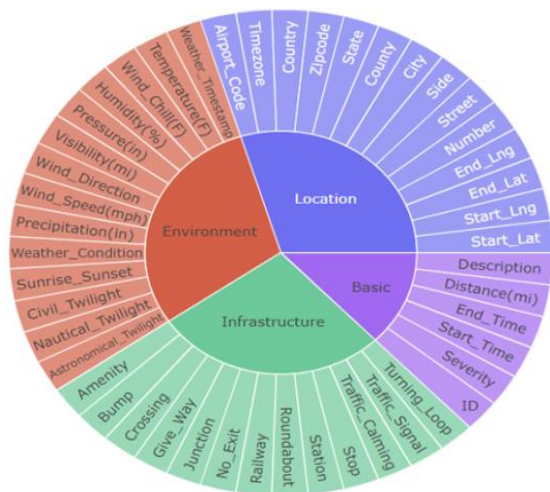 Location
Airport_Code
Timezone
Country
Zipcode
State
County
City
Side
Street
Number
End_Lng
End_Lat
Start_Lng
Start_Lat
Basic
Description
Distance(mi)
End_Time
Start_Time
Severity
ID
Infrastructure
Turning_Loop
Traffic_Signal
Traffic_Calming
Stop
Station
Roundabout
Railway
No_Exit
Junction
Give_Way
Crossing
Bump
Amenity
Environment
Astronomical_Twilight
Nautical_Twilight
Civil_Twilight
Sunrise_Sunset
Weather_Condition
Precipitation(in)
Wind_Speed(mph)
Wind_Direction
Visibility(mi)
Pressure(in)
Humidity(%)
Wind_Chill(F)
Temperature(F)
Weather_Timestamp